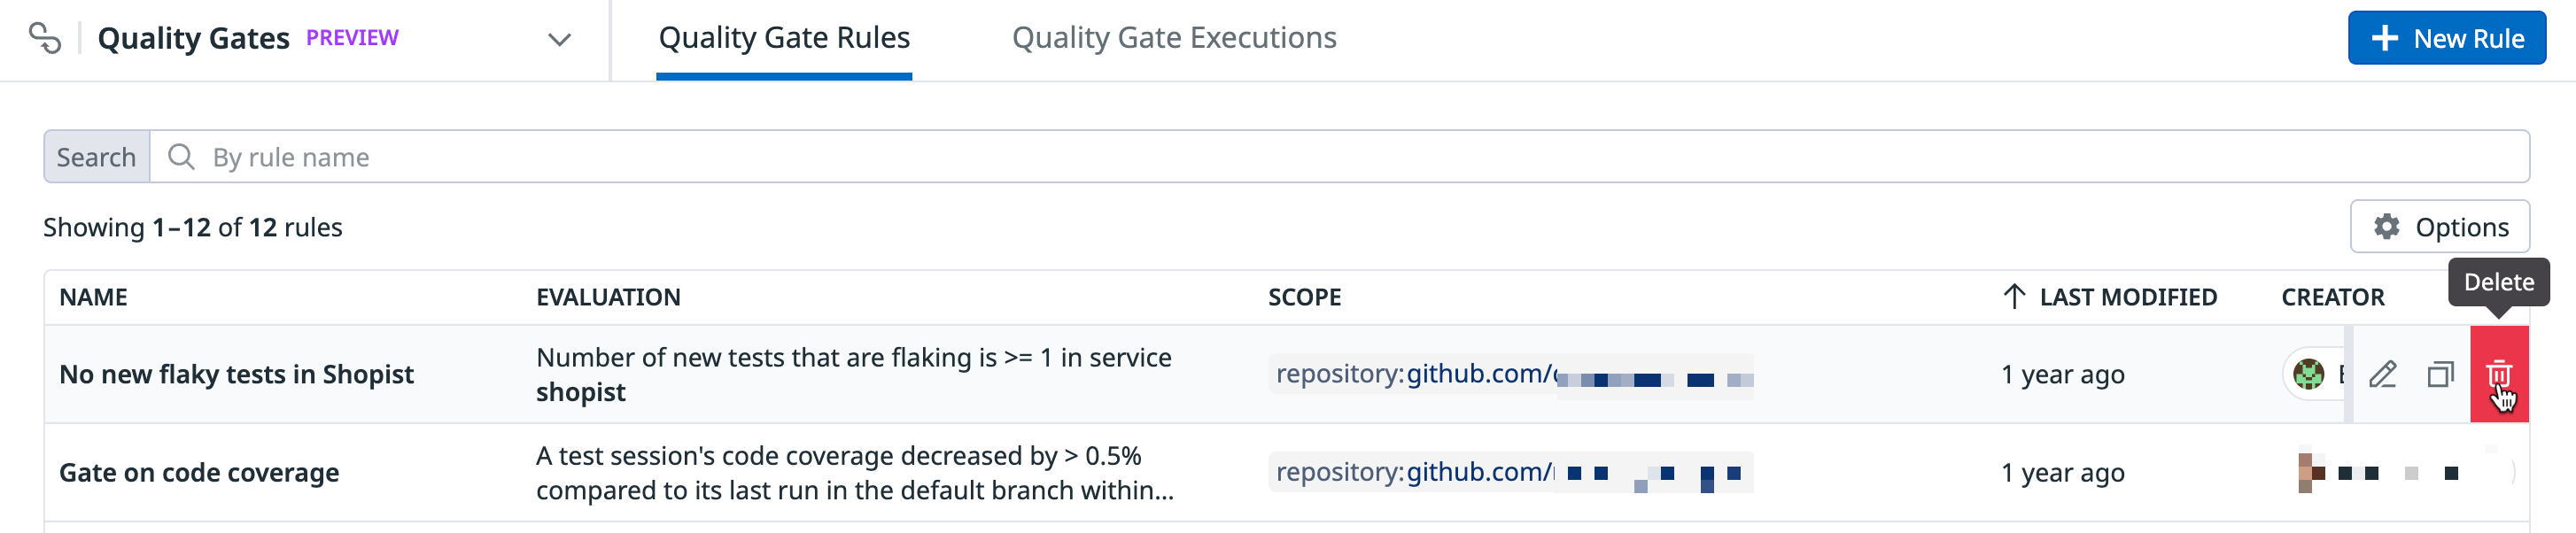 Quality Gates PREVIEW
Quality Gate Rules
Quality Gate Executions
New Rule
Search
By rule name
Showing 1–12 of 12 rules
Options
Delete
NAME
EVALUATION
SCOPE
LAST MODIFIED
CREATOR
No new flaky tests in Shopist
Number of new tests that are flaking is >= 1 in service
shopist
repository:github.com/
1 year ago
Gate on code coverage
A test session's code coverage decreased by > 0.5%
compared to its last run in the default branch within...
repository:github.com/
1 year ago